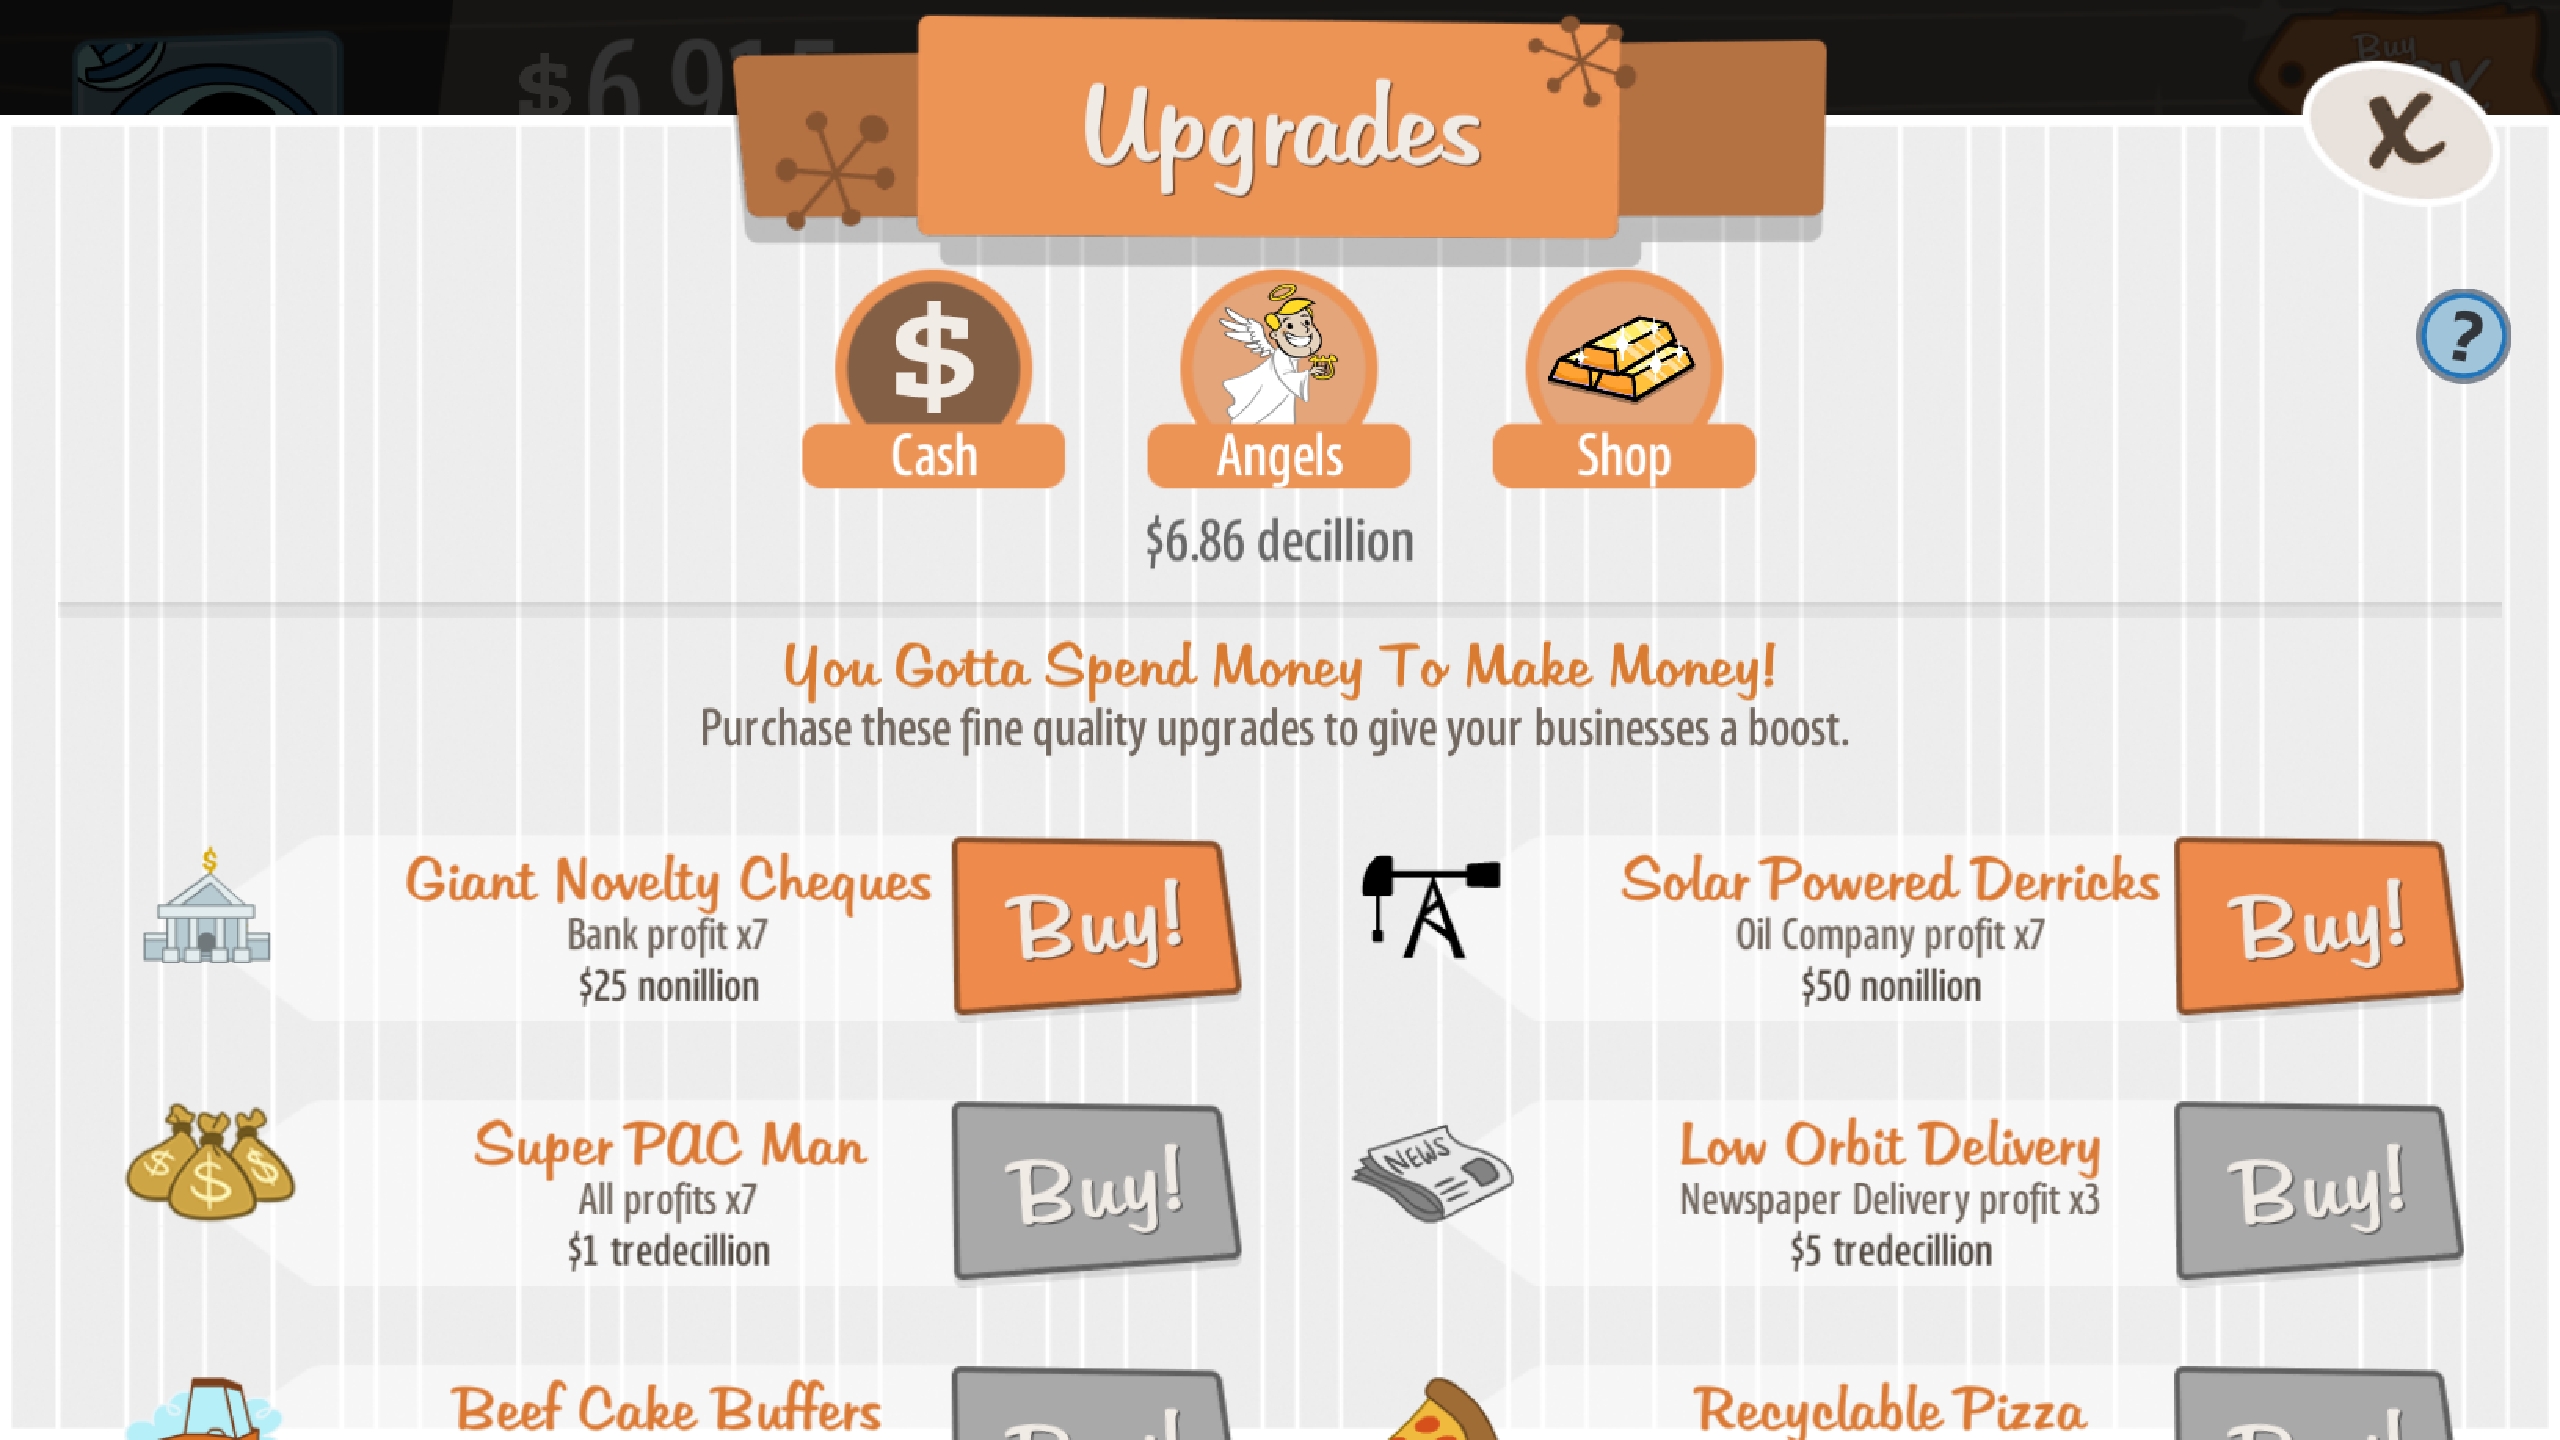 $6.915
Buy
Upgrades
X
$
Cash
Angels
Shop
?
$6.86 decillion
You Gotta Spend Money To Make Money!
Purchase these fine quality upgrades to give your businesses a boost.
$
Giant Novelty Cheques
Bank profit x7
$25 nonillion
Buy!
Solar Powered Derricks
Oil Company profit x7
$50 nonillion
Buy!
$ $ $
Super PAC Man
All profits x7
$1 tredecillion
Buy!
NEWS
Low Orbit Delivery
Newspaper Delivery profit x3
$5 tredecillion
Buy!
Beef Cake Buffers
Recyclable Pizza